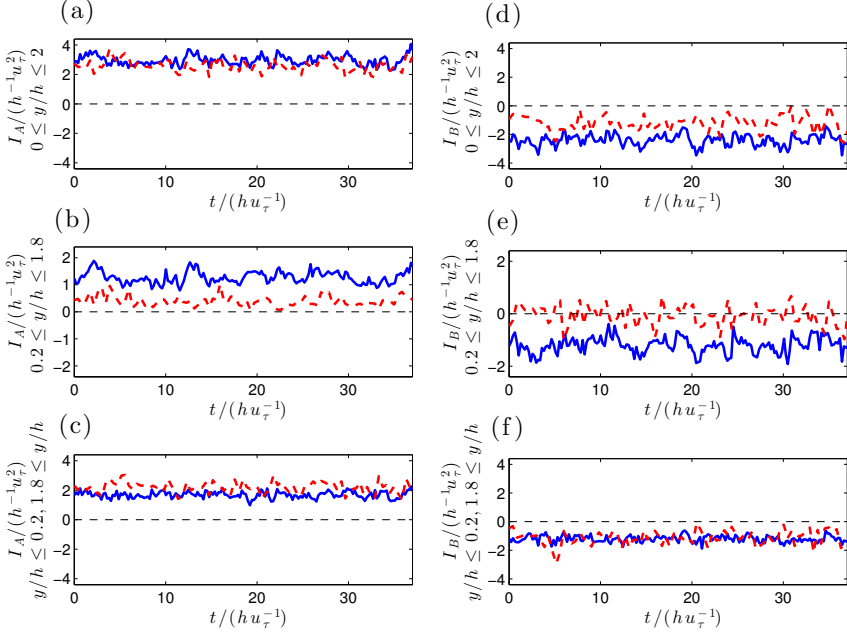 (a)
I_A/(h^{-1}u_τ^2)
0 ≤ y/h ≤ 2
4
2
0
−2
−4
0
10
20
30
t/(hu_τ^{-1})
(b)
I_A/(h^{-1}u_τ^2)
0.2 ≤ y/h ≤ 1.8
2
1
0
−1
−2
0
10
20
30
t/(hu_τ^{-1})
(c)
I_A/(h^{-1}u_τ^2)
y/h ≤ 0.2, 1.8 ≤ y/h
4
2
0
−2
−4
0
10
20
30
t/(hu_τ^{-1})
(d)
I_B/(h^{-1}u_τ^2)
0 ≤ y/h ≤ 2
4
2
0
−2
−4
0
10
20
30
t/(hu_τ^{-1})
(e)
I_B/(h^{-1}u_τ^2)
0.2 ≤ y/h ≤ 1.8
2
0
−2
0
10
20
30
t/(hu_τ^{-1})
(f)
I_B/(h^{-1}u_τ^2)
y/h ≤ 0.2, 1.8 ≤ y/h
4
2
0
−2
−4
0
10
20
30
t/(hu_τ^{-1})